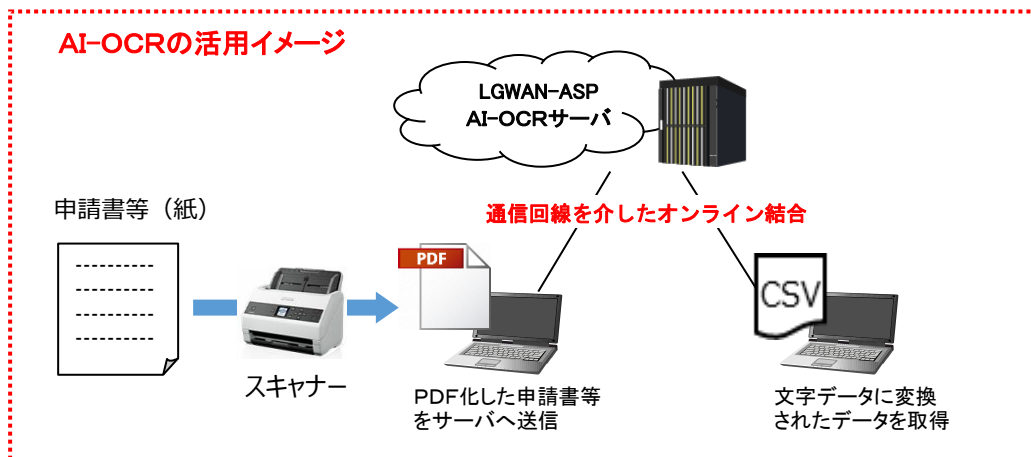 AI-OCRの活用イメージ
LGWAN-ASP
AI-OCRサーバ
通信回線を介したオンライン結合
申請書等（紙）
PDF
CSV
スキャナー
PDF化した申請書等
をサーバへ送信
文字データに変換
されたデータを取得